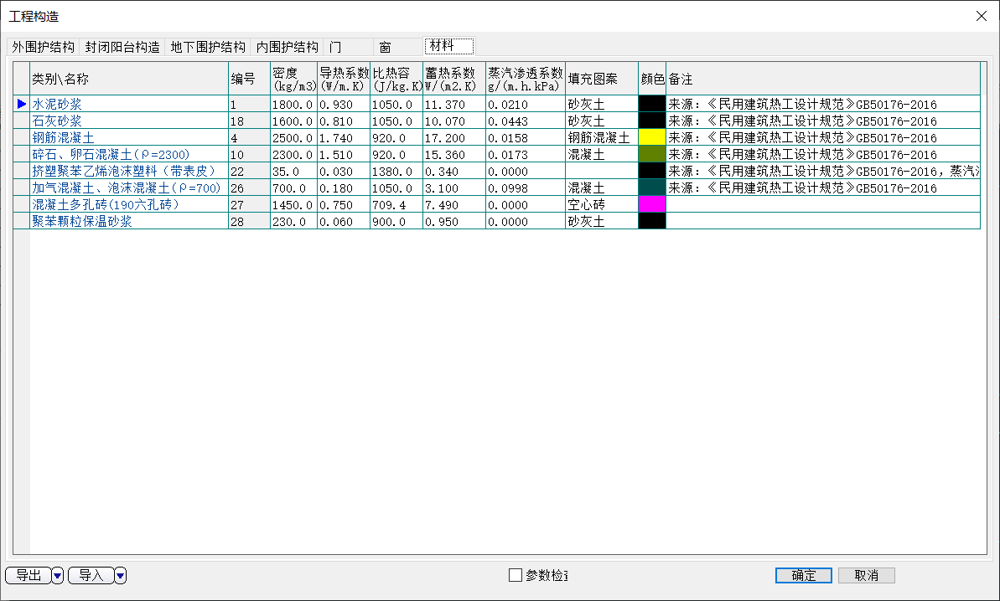 工程构造
外围护结构 封闭阳台构造 地下围护结构 内围护结构 门 窗 材料
类别\名称 编号 密度(kg/m3) 导热系数(W/m.K) 比热容(J/kg.K) 蓄热系数W/(m2.K) 蒸汽渗透系数g/(m.h.kPa) 填充图案 颜色 备注
水泥砂浆 1 1800.0 0.930 1050.0 11.370 0.0210 砂灰土 来源：《民用建筑热工设计规范》GB50176-2016
石灰砂浆 18 1600.0 0.810 1050.0 10.070 0.0443 砂灰土 来源：《民用建筑热工设计规范》GB50176-2016
钢筋混凝土 4 2500.0 1.740 920.0 17.200 0.0158 钢筋混凝土 来源：《民用建筑热工设计规范》GB50176-2016
碎石、卵石混凝土(ρ=2300) 10 2300.0 1.510 920.0 15.360 0.0173 混凝土 来源：《民用建筑热工设计规范》GB50176-2016
挤塑聚苯乙烯泡沫塑料（带表皮） 22 35.0 0.030 1380.0 0.340 0.0000 来源：《民用建筑热工设计规范》GB50176-2016，蒸汽
加气混凝土、泡沫混凝土(ρ=700) 26 700.0 0.180 1050.0 3.100 0.0998 混凝土 来源：《民用建筑热工设计规范》GB50176-2016
混凝土多孔砖(190六孔砖) 27 1450.0 0.750 709.4 7.490 0.0000 空心砖
聚苯颗粒保温砂浆 28 230.0 0.060 900.0 0.950 0.0000 砂灰土
导出 导入 参数检 确定 取消